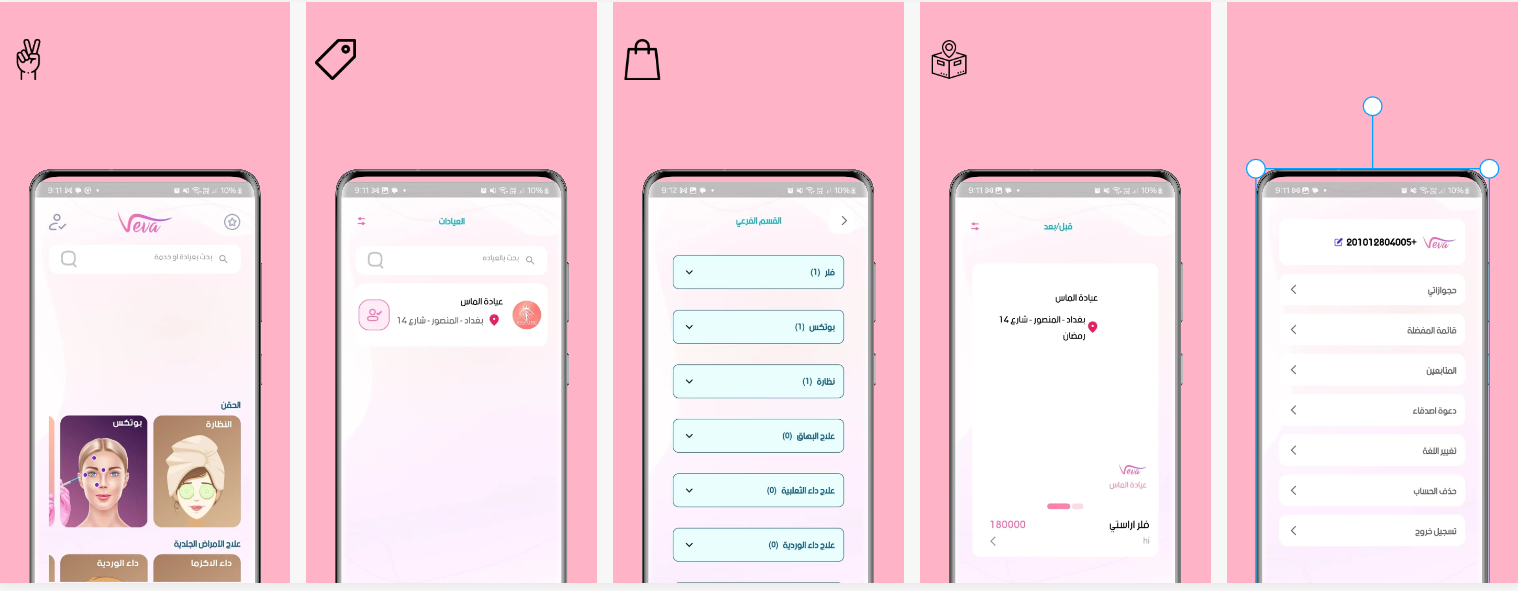 9:11
10%
Veva
بحث بعيادة او خدمة
الحقن
النظارة
بوتكس
علاج الأمراض الجلدية
داء الاكزما
داء الوردية
9:11
10%
العيادات
بحث بالعياده
عيادة الماس
بغداد - المنصور - شارع 14
9:12
10%
القسم الفرعي
فلر (1)
بوتكس (1)
نظارة (1)
علاج البهاق (0)
علاج داء الثعلبية (0)
علاج داء الوردية (0)
9:11
10%
قبل/بعد
عيادة الماس
بغداد - المنصور - شارع 14
رمضان
Veva
عيادة الماس
فلر اراستي
180000
hi
9:11
10%
Veva
201012804005+
حجوازاتي
قائمة المفضلة
المتابعين
دعوة اصدقاء
تغيير اللغة
حذف الحساب
تسجيل خروج